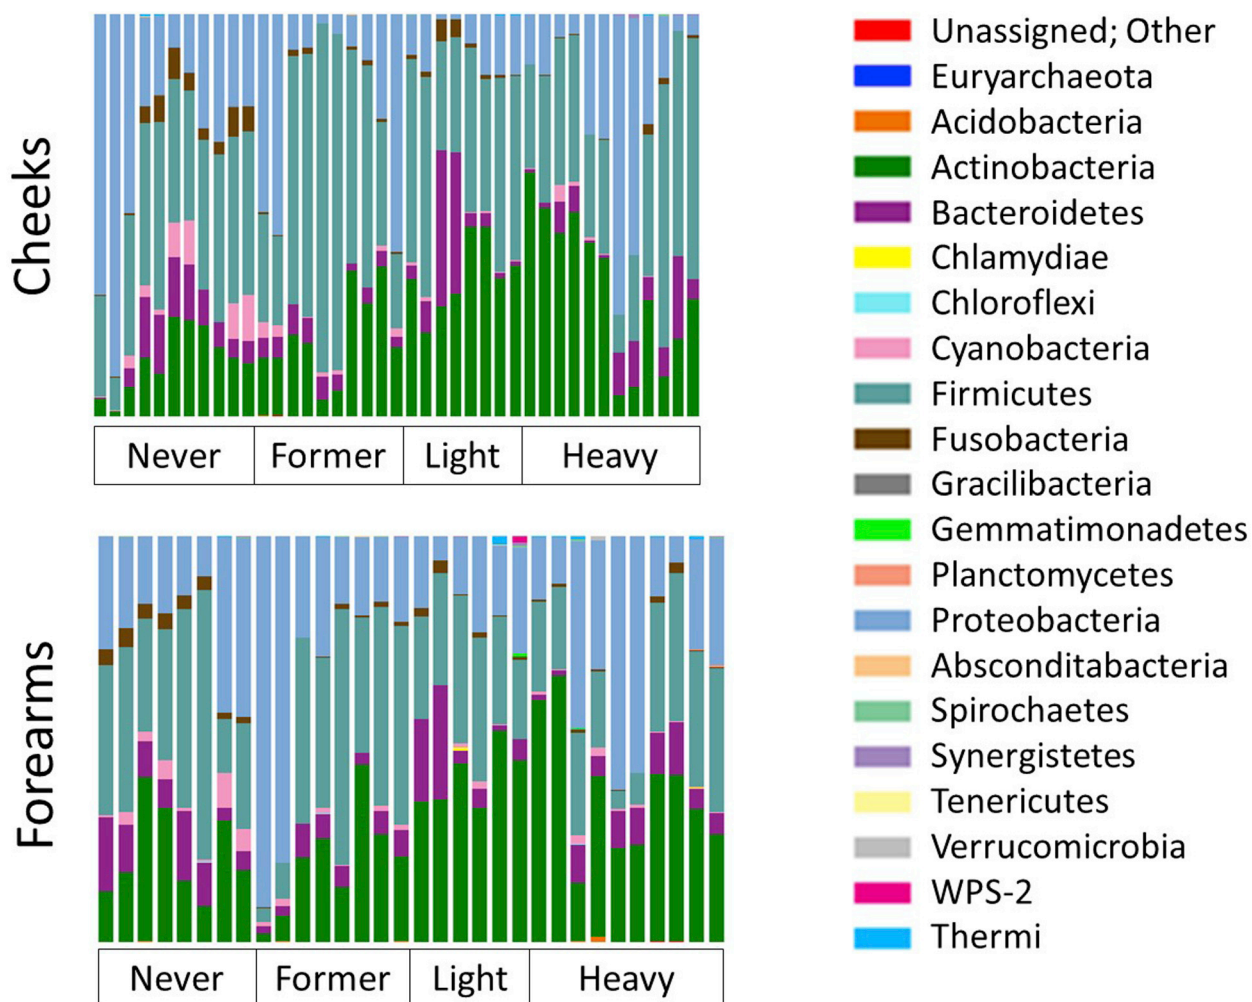 Cheeks
Never
Former
Light
Heavy
Forearms
Never
Former
Light
Heavy
Unassigned; Other
Euryarchaeota
Acidobacteria
Actinobacteria
Bacteroidetes
Chlamydiae
Chloroflexi
Cyanobacteria
Firmicutes
Fusobacteria
Gracilibacteria
Gemmatimonadetes
Planctomycetes
Proteobacteria
Absconditabacteria
Spirochaetes
Synergistetes
Tenericutes
Verrucomicrobia
WPS-2
Thermi